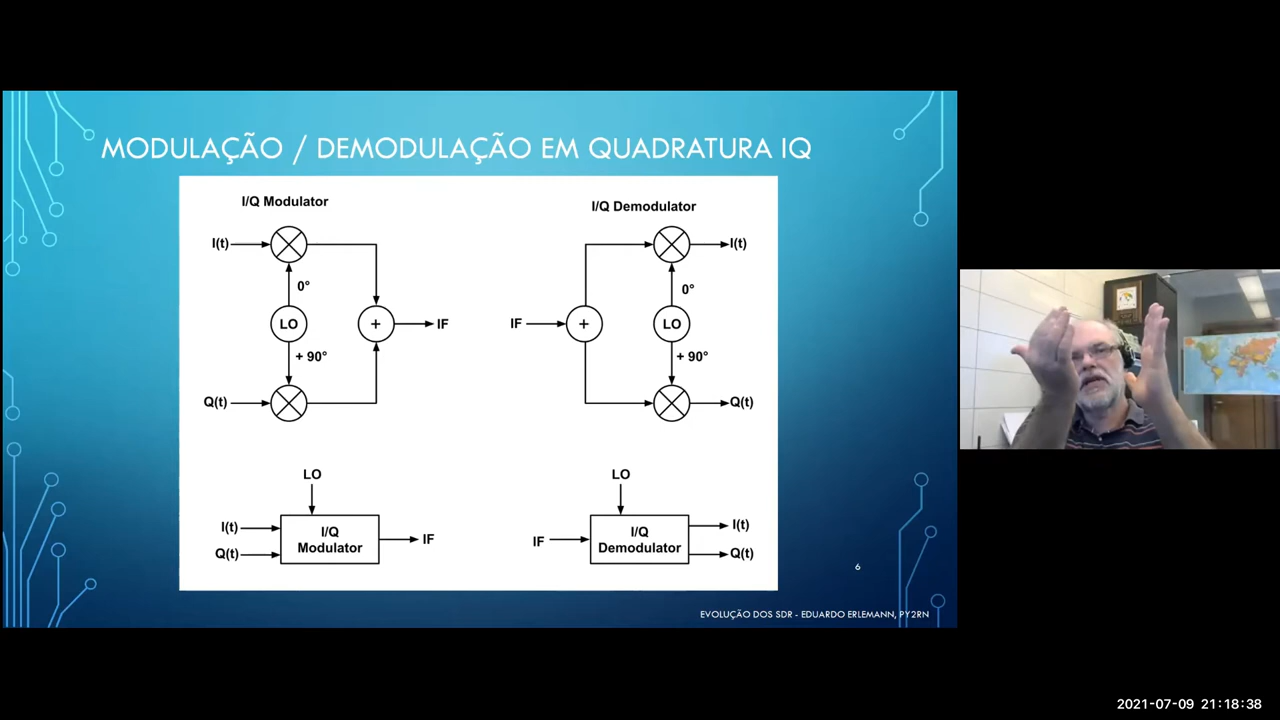 MODULAÇÃO / DEMODULAÇÃO EM QUADRATURA IQ
I/Q Modulator
I(t)
0°
LO
+
IF
+ 90°
Q(t)
I/Q Demodulator
I(t)
0°
IF
+
LO
+ 90°
Q(t)
LO
I(t)
Q(t)
I/Q
Modulator
IF
LO
IF
I/Q
Demodulator
I(t)
Q(t)
6
EVOLUÇÃO DOS SDR - EDUARDO ERLEMANN, PY2RN
2021-07-09 21:18:38